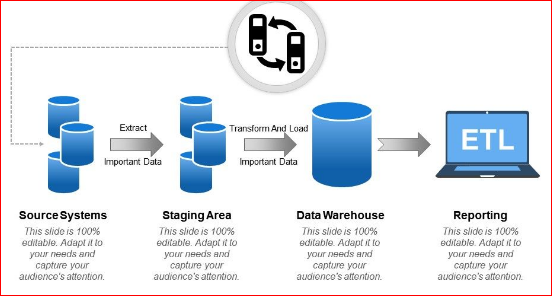 Extract
Important Data
Transform And Load
Important Data
ETL
Source Systems
This slide is 100%
editable. Adapt it to
your needs and
capture your
audience's attention.
Staging Area
This slide is 100%
editable. Adapt it to
your needs and
capture your
audience's attention.
Data Warehouse
This slide is 100%
editable. Adapt it to
your needs and
capture your
audience's attention.
Reporting
This slide is 100%
editable. Adapt it to
your needs and
capture your
audience's attention.